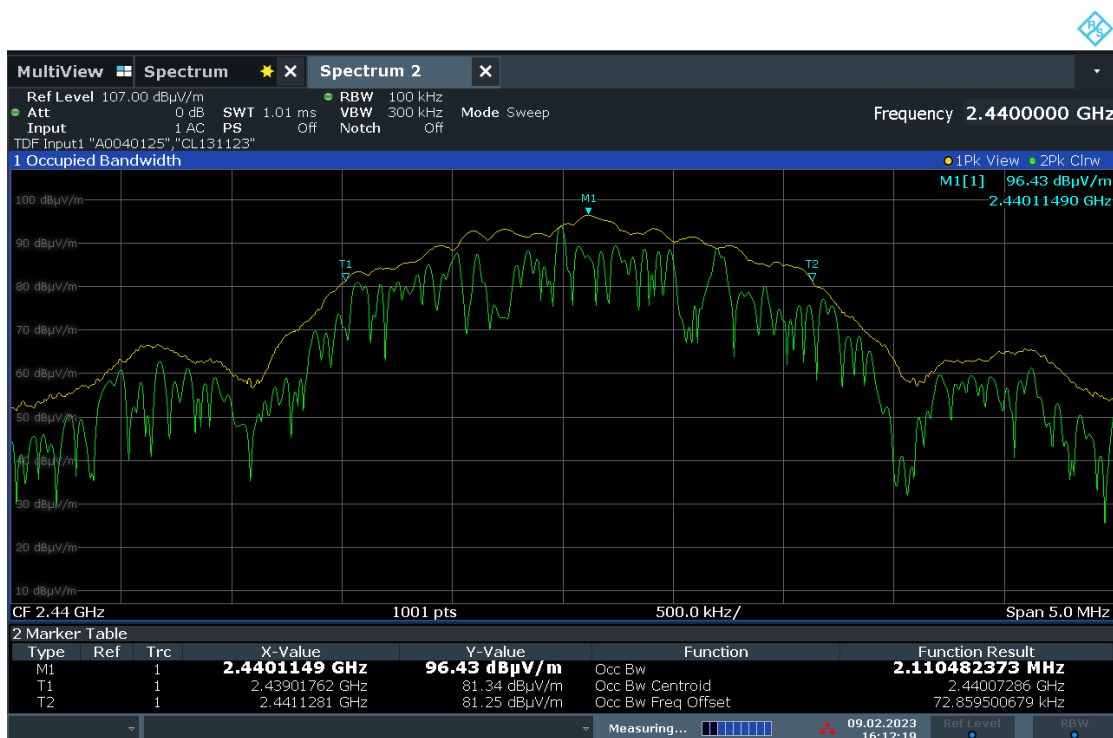 R&S
MultiView Spectrum X Spectrum 2 X
Ref Level 107.00 dBµV/m RBW 100 kHz
Att 0 dB SWT 1.01 ms VBW 300 kHz Mode Sweep Frequency 2.4400000 GHz
Input 1 AC PS Off Notch Off
TDF Input1 "A0040125","CL131123"
1 Occupied Bandwidth 1Pk View 2Pk Clrw
M1[1] 96.43 dBµV/m
2.44011490 GHz
100 dBµV/m
M1
90 dBµV/m
T1 T2
80 dBµV/m
70 dBµV/m
60 dBµV/m
50 dBµV/m
40 dBµV/m
30 dBµV/m
20 dBµV/m
10 dBµV/m
CF 2.44 GHz 1001 pts 500.0 kHz/ Span 5.0 MHz
2 Marker Table
Type Ref Trc X-Value Y-Value Function Function Result
M1 1 2.4401149 GHz 96.43 dBµV/m Occ Bw 2.110482373 MHz
T1 1 2.43901762 GHz 81.34 dBµV/m Occ Bw Centroid 2.44007286 GHz
T2 1 2.4411281 GHz 81.25 dBµV/m Occ Bw Freq Offset 72.859500679 kHz
Measuring... 09.02.2023 Ref Level RBW
16:12:19